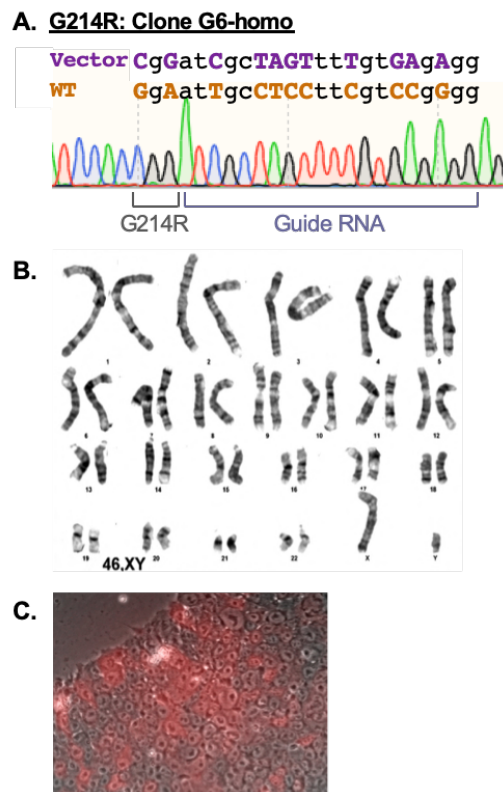 A. G214R: Clone G6-homo
Vector CgGatCgcTAGTttTgtGAgAgg
WT GgAatTgcCTCCttCgtCCgGgg
G214R Guide RNA
B.
1 2 3 4 5
6 8 9 10 11 12
13 14 15 16 17 18
19 20 21 22 X Y
46,XY
C.